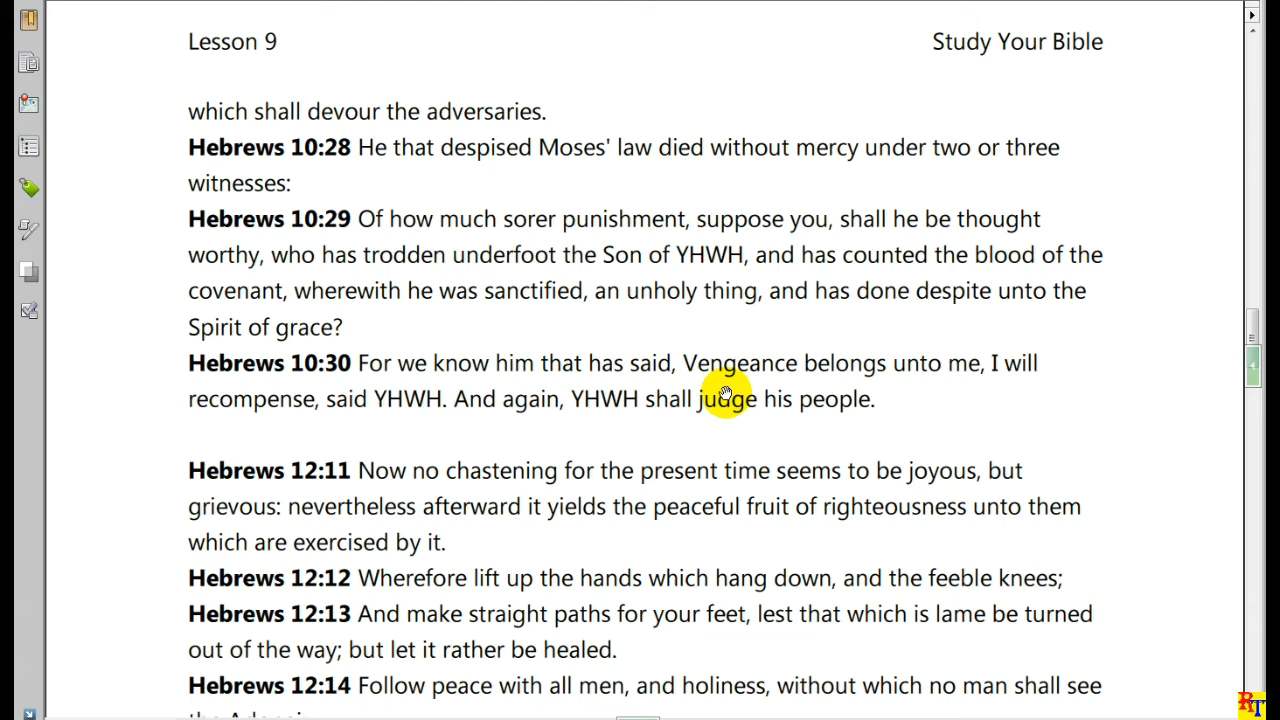 Lesson 9
Study Your Bible
which shall devour the adversaries.
Hebrews 10:28 He that despised Moses' law died without mercy under two or three
witnesses:
Hebrews 10:29 Of how much sorer punishment, suppose you, shall he be thought
worthy, who has trodden underfoot the Son of YHWH, and has counted the blood of the
covenant, wherewith he was sanctified, an unholy thing, and has done despite unto the
Spirit of grace?
Hebrews 10:30 For we know him that has said, Vengeance belongs unto me, I will
recompense, said YHWH. And again, YHWH shall judge his people.
Hebrews 12:11 Now no chastening for the present time seems to be joyous, but
grievous: nevertheless afterward it yields the peaceful fruit of righteousness unto them
which are exercised by it.
Hebrews 12:12 Wherefore lift up the hands which hang down, and the feeble knees;
Hebrews 12:13 And make straight paths for your feet, lest that which is lame be turned
out of the way; but let it rather be healed.
Hebrews 12:14 Follow peace with all men, and holiness, without which no man shall see
the Adonai
RT